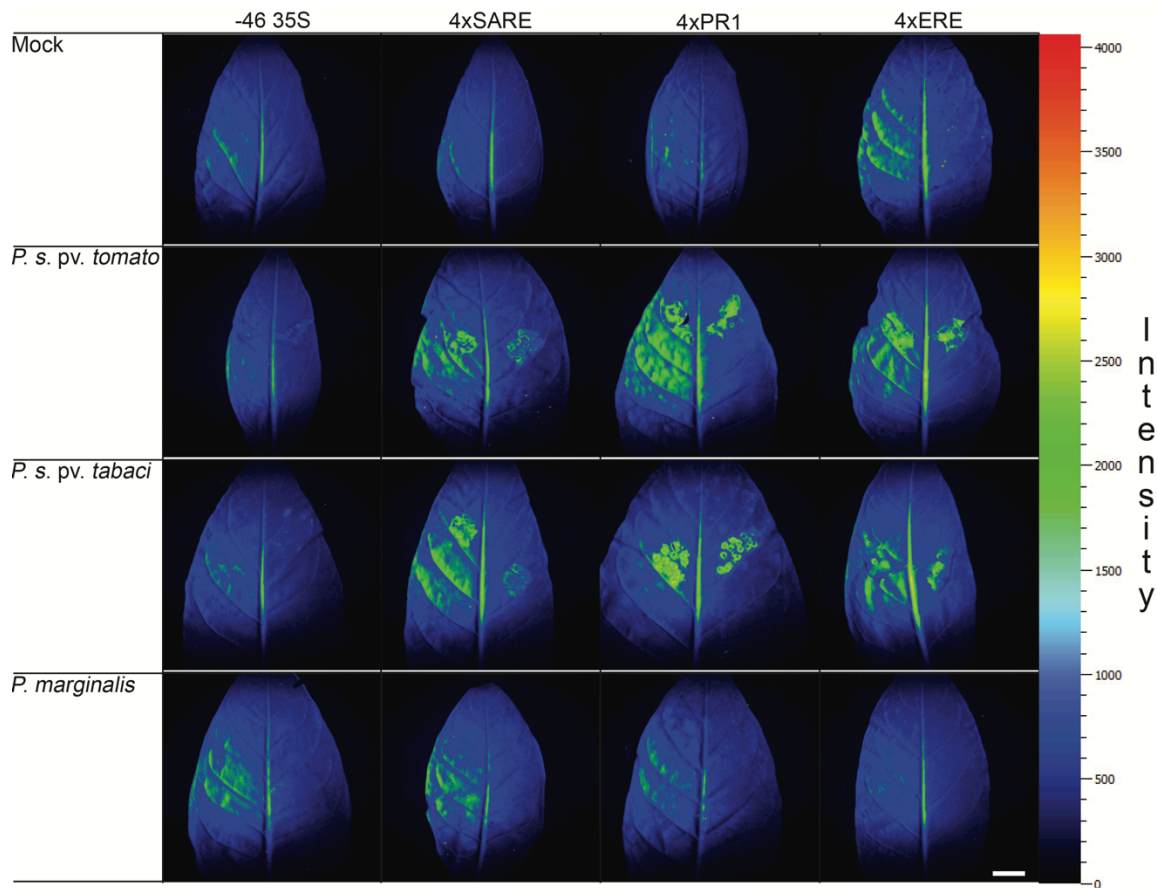 -46 35S 4xSARE 4xPR1 4xERE
Mock
P. s. pv. tomato
P. s. pv. tabaci
P. marginalis
4000
3500
3000
2500
2000
1500
1000
500
0
Intensity